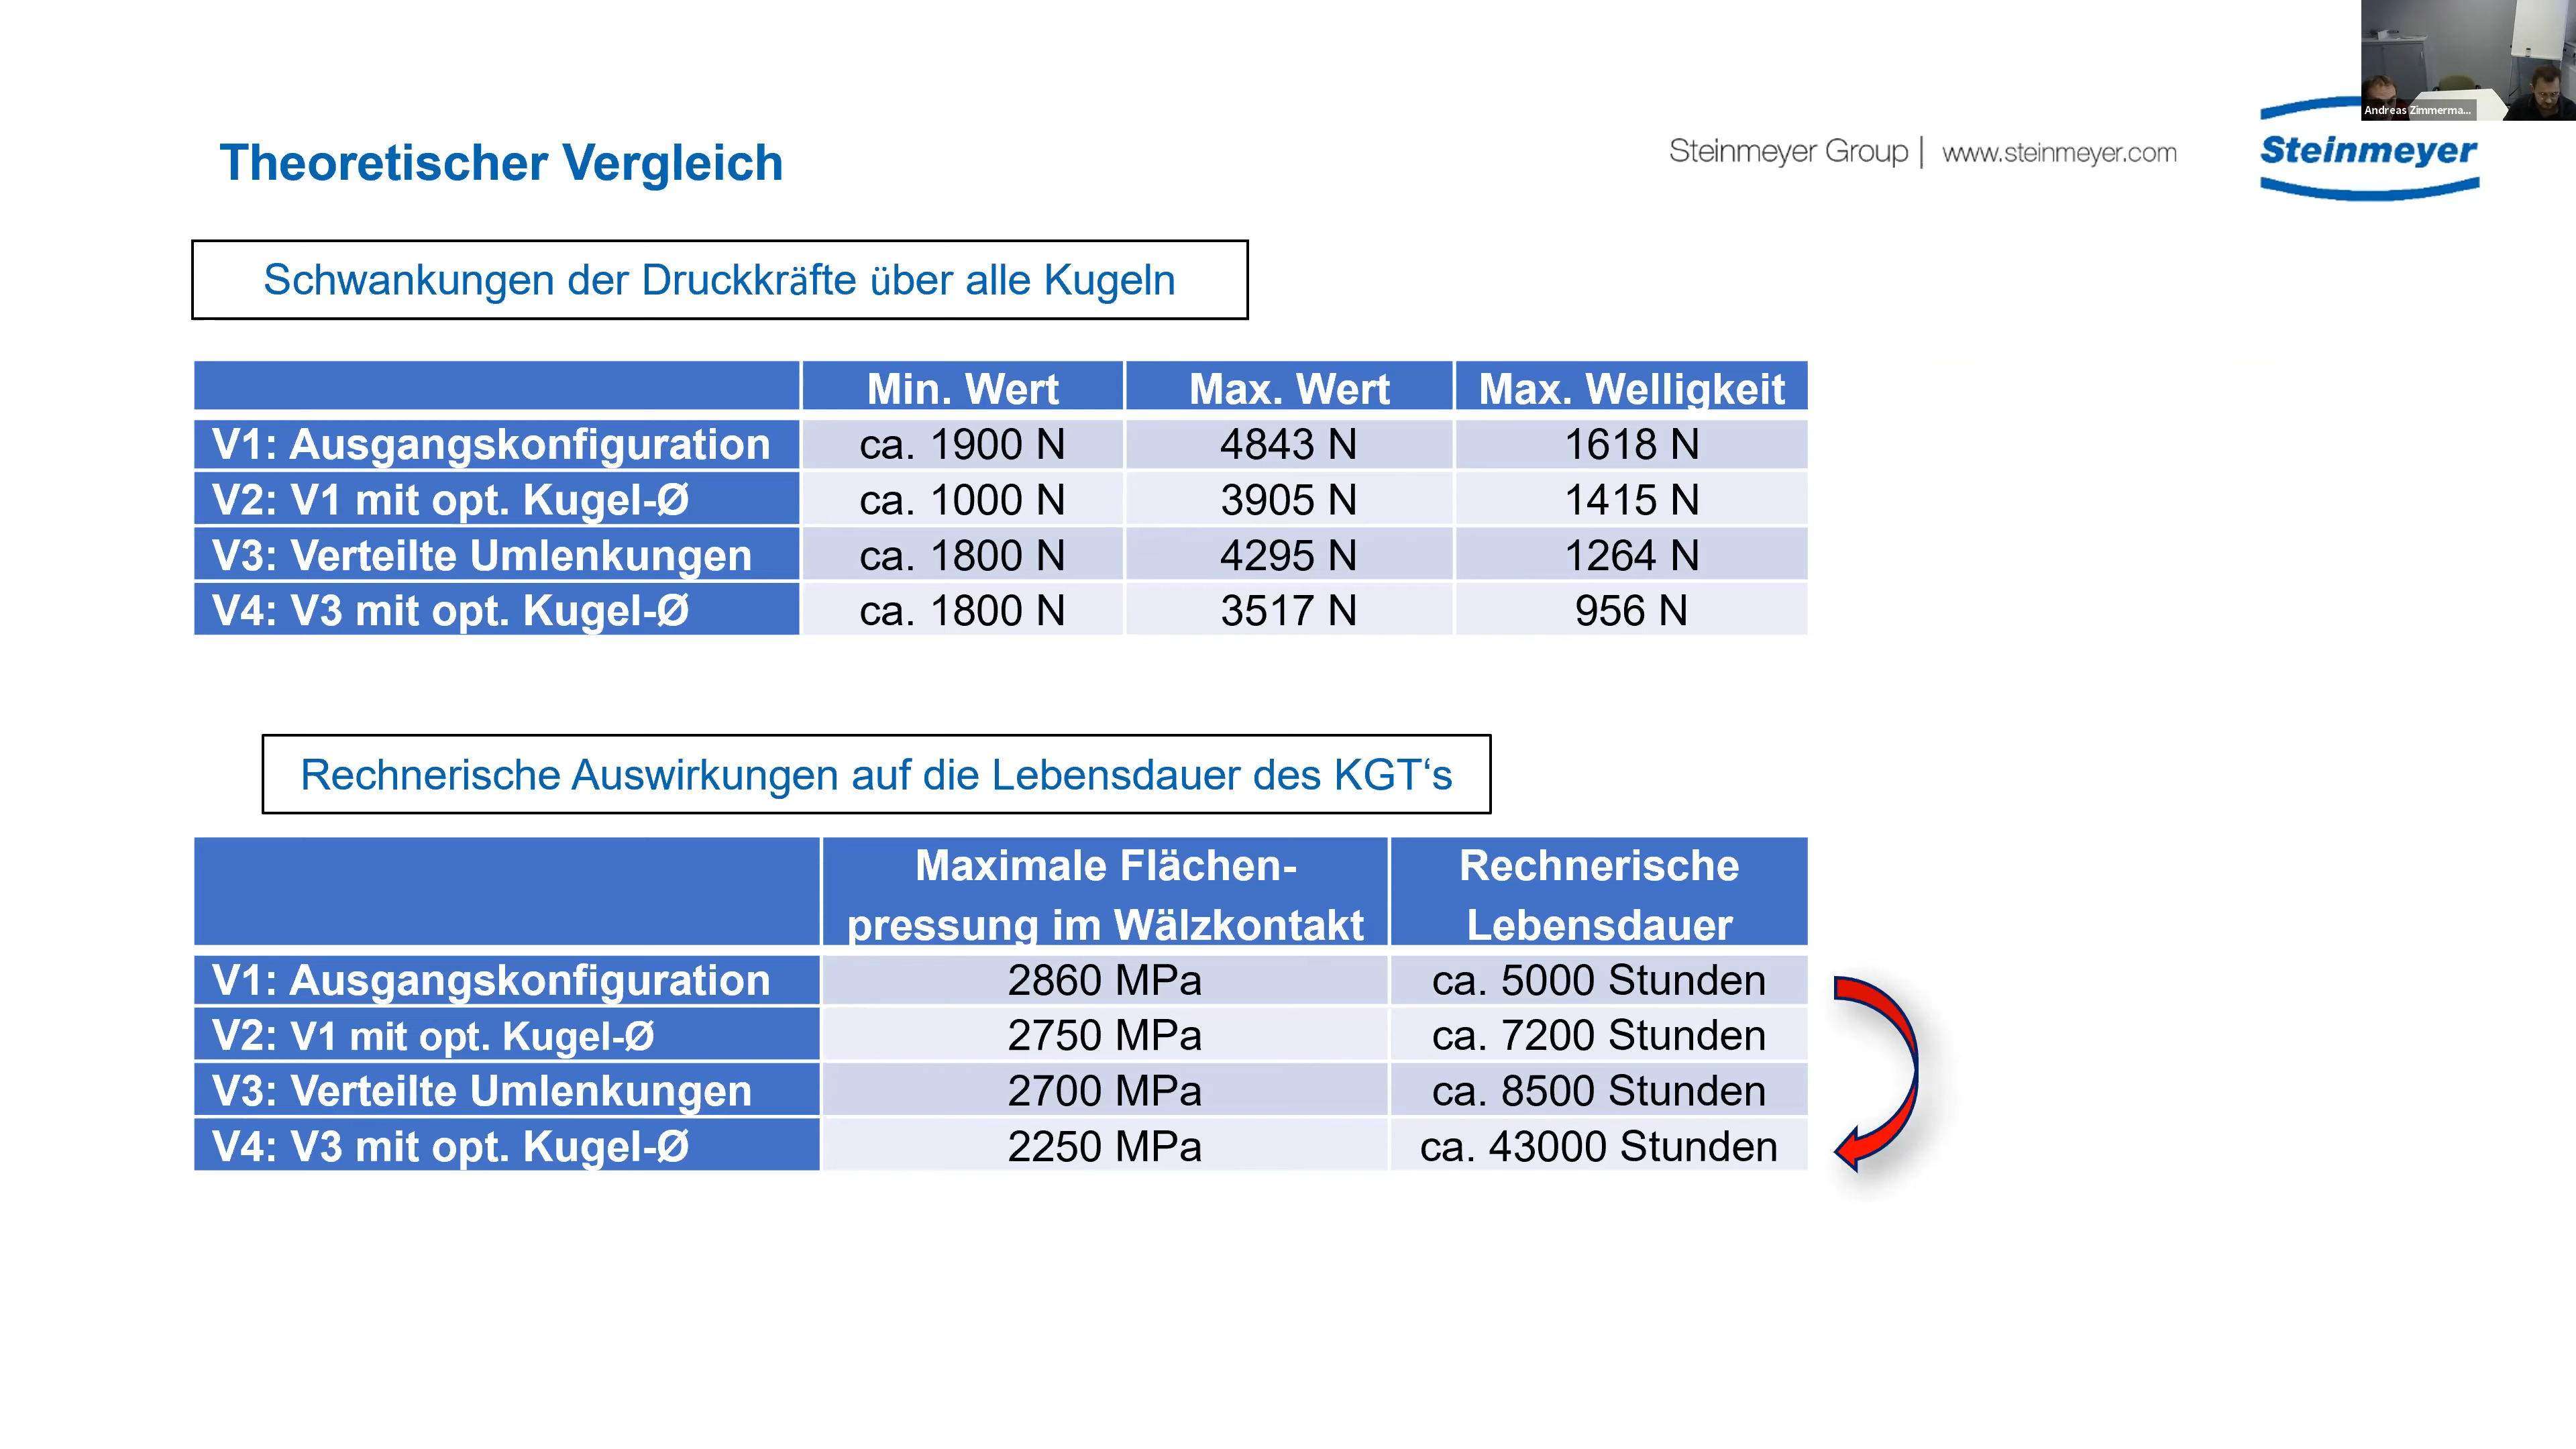 Andreas Zimmerma...
Theoretischer Vergleich
Steinmeyer Group | www.steinmeyer.com
Steinmeyer
Schwankungen der Druckkräfte über alle Kugeln
Min. Wert Max. Wert Max. Welligkeit
V1: Ausgangskonfiguration ca. 1900 N 4843 N 1618 N
V2: V1 mit opt. Kugel-Ø ca. 1000 N 3905 N 1415 N
V3: Verteilte Umlenkungen ca. 1800 N 4295 N 1264 N
V4: V3 mit opt. Kugel-Ø ca. 1800 N 3517 N 956 N
Rechnerische Auswirkungen auf die Lebensdauer des KGT‘s
Maximale Flächen- Rechnerische
pressung im Wälzkontakt Lebensdauer
V1: Ausgangskonfiguration 2860 MPa ca. 5000 Stunden
V2: V1 mit opt. Kugel-Ø 2750 MPa ca. 7200 Stunden
V3: Verteilte Umlenkungen 2700 MPa ca. 8500 Stunden
V4: V3 mit opt. Kugel-Ø 2250 MPa ca. 43000 Stunden